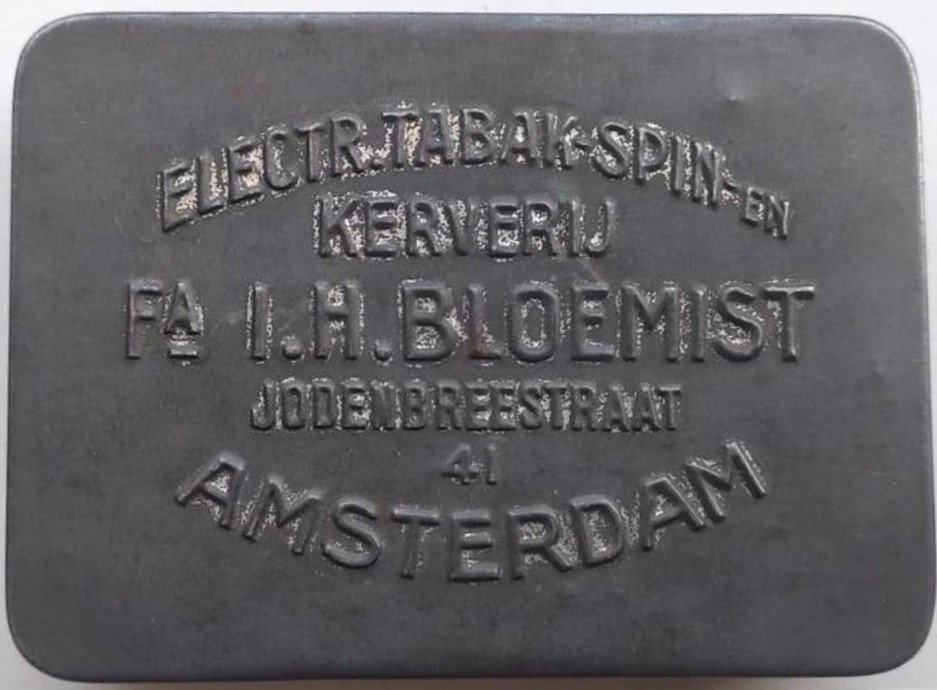 ELECTR. TABAK-SPIN- EN
KERVERIJ
FA I.H. BLOEMIST
JODENBREESTRAAT
41
AMSTERDAM